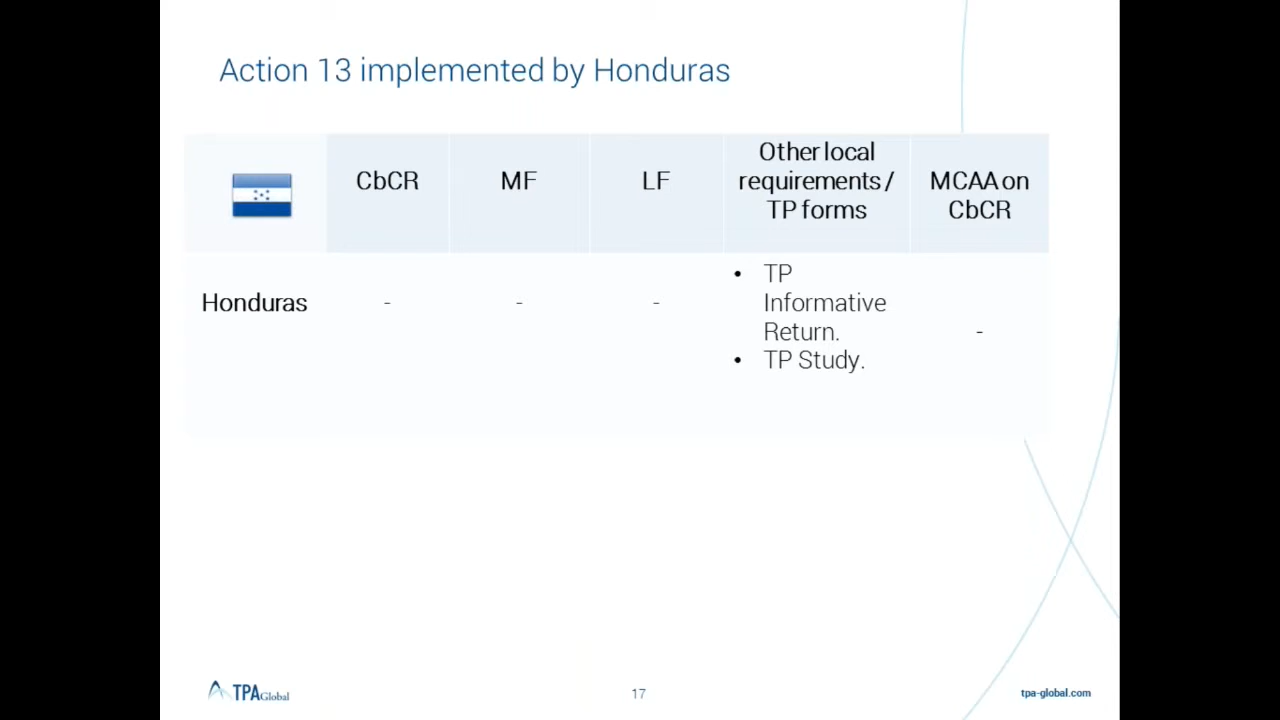 Action 13 implemented by Honduras
CbCR
MF
LF
Other local
requirements /
TP forms
MCAA on
CbCR
Honduras
-
-
-
• TP
Informative
Return.
• TP Study.
-
TPA Global
17
tpa-global.com